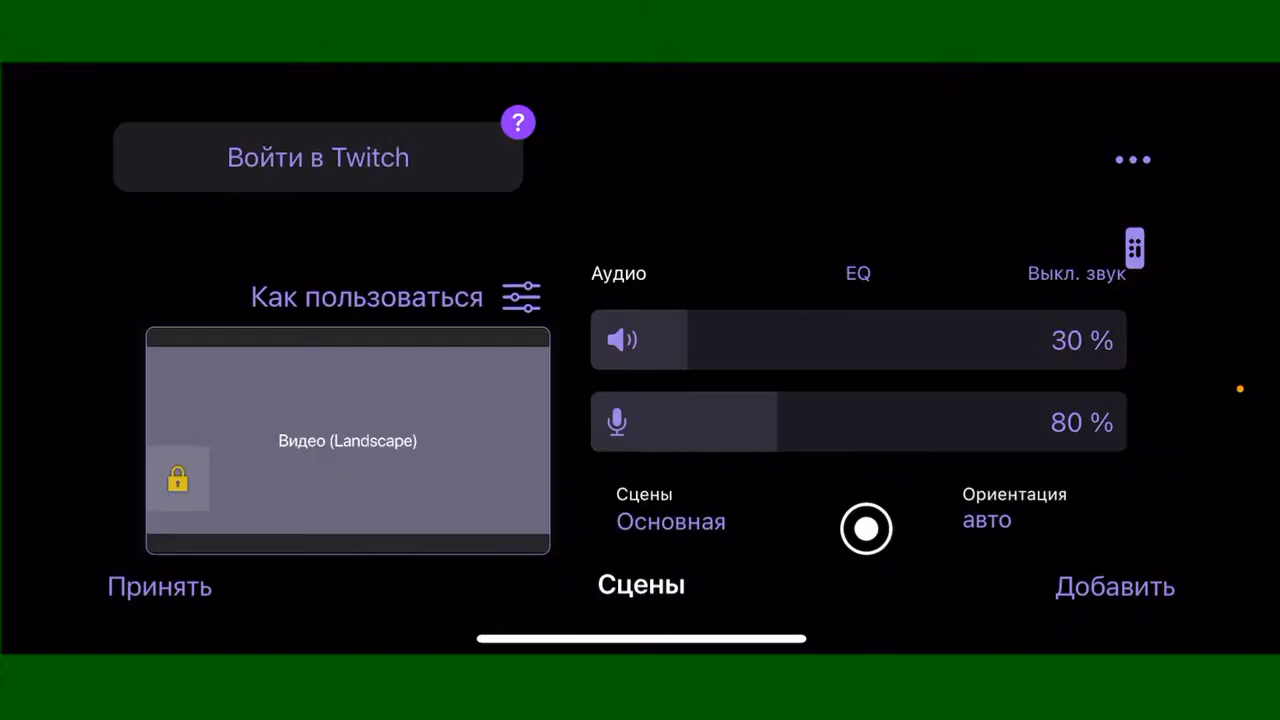 ?
Войти в Twitch
Как пользоваться
Аудио
EQ
Выкл. звук
30 %
80 %
Видео (Landscape)
Сцены
Основная
Ориентация
авто
Принять
Сцены
Добавить